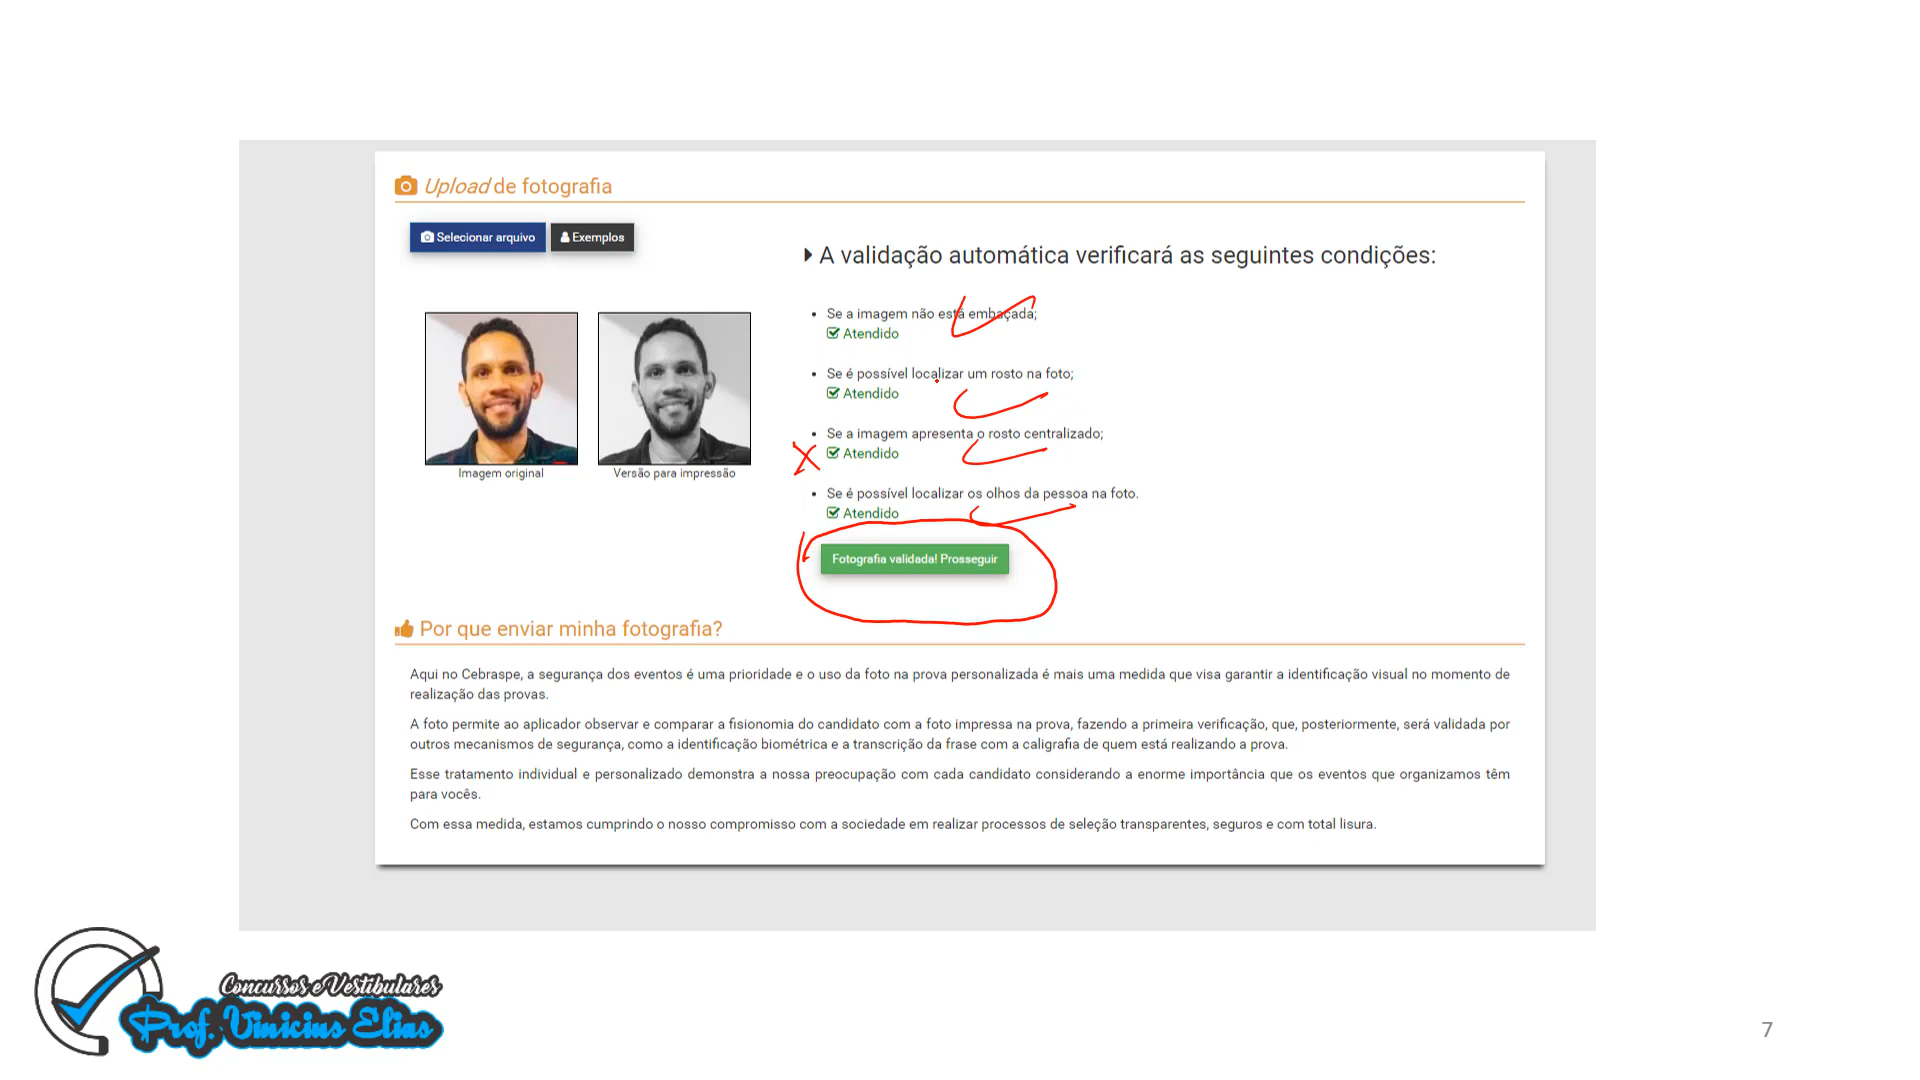 Upload de fotografia
Selecionar arquivo Exemplos
A validação automática verificará as seguintes condições:
Se a imagem não está embaçada;
Atendido
Se é possível localizar um rosto na foto;
Atendido
Se a imagem apresenta o rosto centralizado;
Atendido
Se é possível localizar os olhos da pessoa na foto.
Atendido
Imagem original
Versão para impressão
Fotografia validada! Prosseguir
Por que enviar minha fotografia?
Aqui no Cebraspe, a segurança dos eventos é uma prioridade e o uso da foto na prova personalizada é mais uma medida que visa garantir a identificação visual no momento de
realização das provas.
A foto permite ao aplicador observar e comparar a fisionomia do candidato com a foto impressa na prova, fazendo a primeira verificação, que, posteriormente, será validada por
outros mecanismos de segurança, como a identificação biométrica e a transcrição da frase com a caligrafia de quem está realizando a prova.
Esse tratamento individual e personalizado demonstra a nossa preocupação com cada candidato considerando a enorme importância que os eventos que organizamos têm
para vocês.
Com essa medida, estamos cumprindo o nosso compromisso com a sociedade em realizar processos de seleção transparentes, seguros e com total lisura.
Concursos e Vestibulares
Prof. Vinicius Elias
7